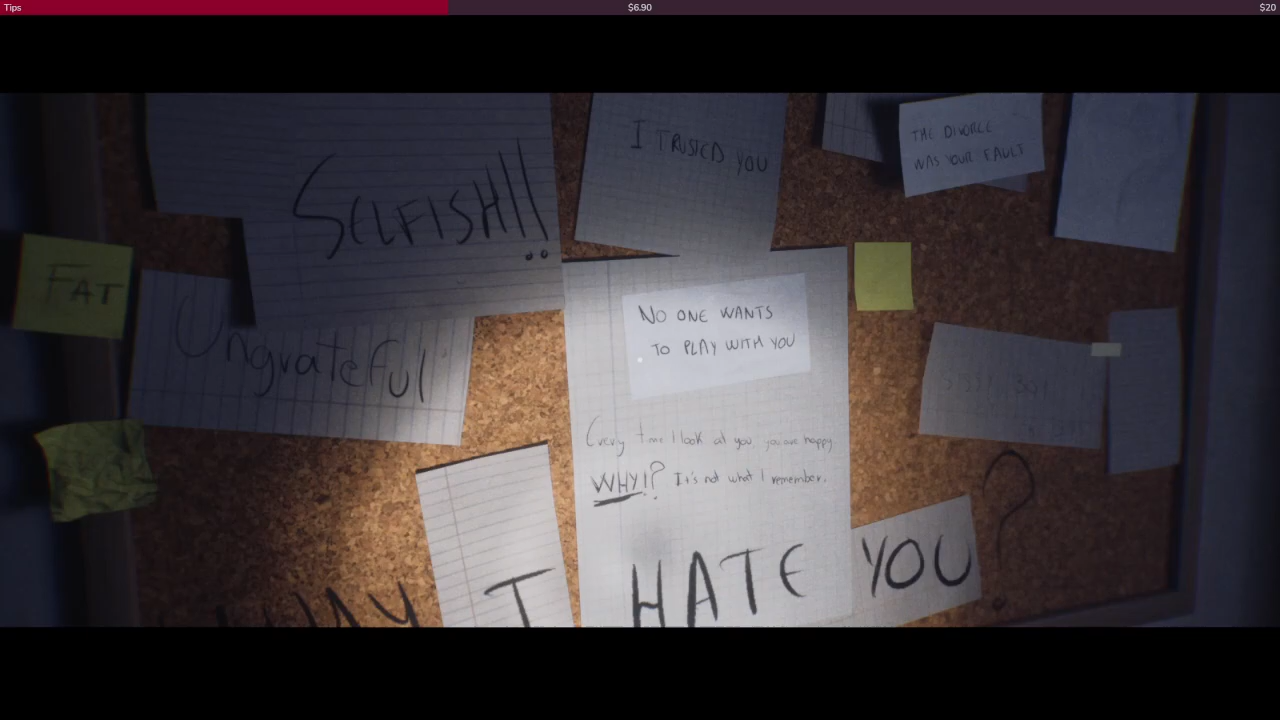 Tips
$6.90
$20
SELFISH!!
I TRUSTED YOU
THE DIVORCE
WAS YOUR FAULT
FAT
Ungrateful
NO ONE WANTS
TO PLAY WITH YOU
Every time I look at you, you are happy
WHY!? It's not what I remember.
WHY I HATE YOU?